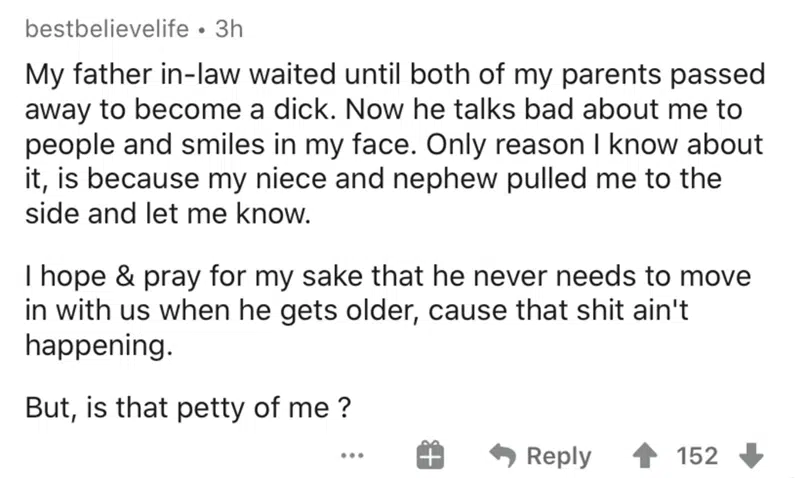 bestbelievelife • 3h
My father in-law waited until both of my parents passed
away to become a dick. Now he talks bad about me to
people and smiles in my face. Only reason I know about
it, is because my niece and nephew pulled me to the
side and let me know.
I hope & pray for my sake that he never needs to move
in with us when he gets older, cause that shit ain't
happening.
But, is that petty of me ?
... Reply 152